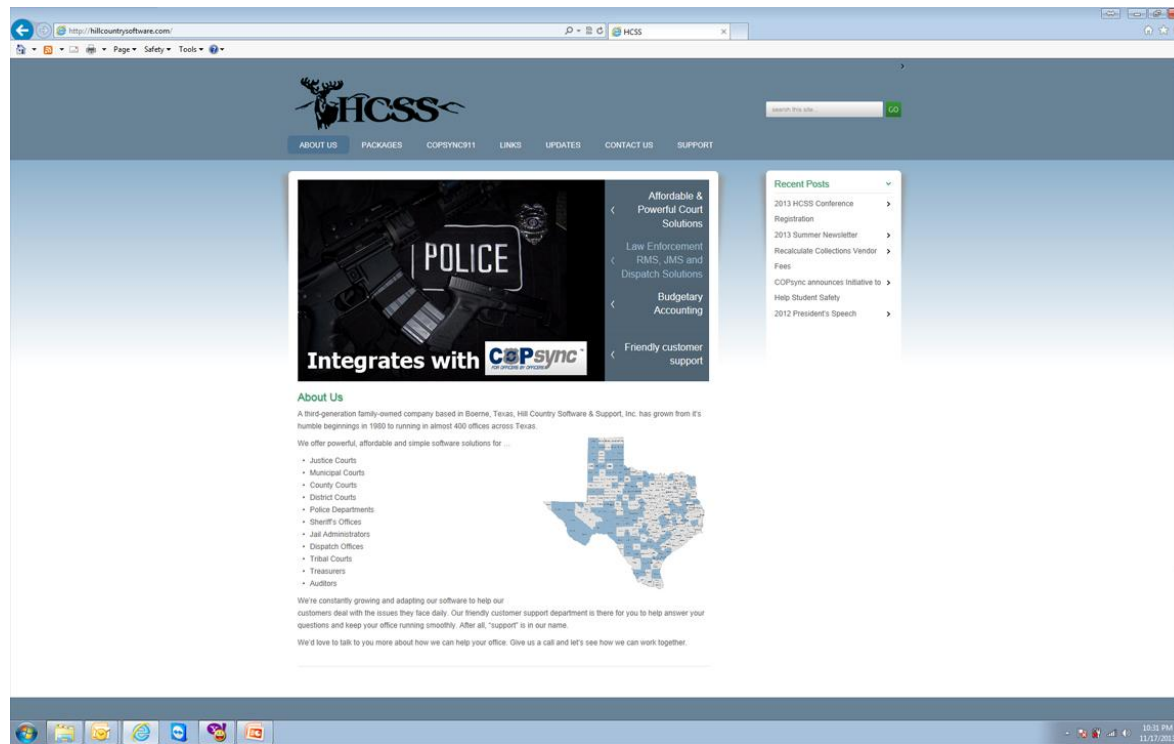 http://hillcountrysoftware.com/
HCSS
Page Safety Tools
HCSS
search this site...
GO
ABOUT US PACKAGES COPSYNC911 LINKS UPDATES CONTACT US SUPPORT
POLICE
Integrates with COPsync
FOR OFFICERS BY OFFICERS
Affordable &
Powerful Court
Solutions
Law Enforcement
RMS, JMS and
Dispatch Solutions
Budgetary
Accounting
Friendly customer
support
Recent Posts
2013 HCSS Conference
Registration
2013 Summer Newsletter
Recalculate Collections Vendor
Fees
COPsync announces Initiative to
Help Student Safety
2012 President's Speech
About Us
A third-generation family-owned company based in Boerne, Texas, Hill Country Software & Support, Inc. has grown from it's
humble beginnings in 1980 to running in almost 400 offices across Texas.
We offer powerful, affordable and simple software solutions for ...
• Justice Courts
• Municipal Courts
• County Courts
• District Courts
• Police Departments
• Sheriff's Offices
• Jail Administrators
• Dispatch Offices
• Tribal Courts
• Treasurers
• Auditors
We're constantly growing and adapting our software to help our
customers deal with the issues they face daily. Our friendly customer support department is there for you to help answer your
questions and keep your office running smoothly. After all, "support" is in our name.
We'd love to talk to you more about how we can help your office. Give us a call and let's see how we can work together.
10:31 PM